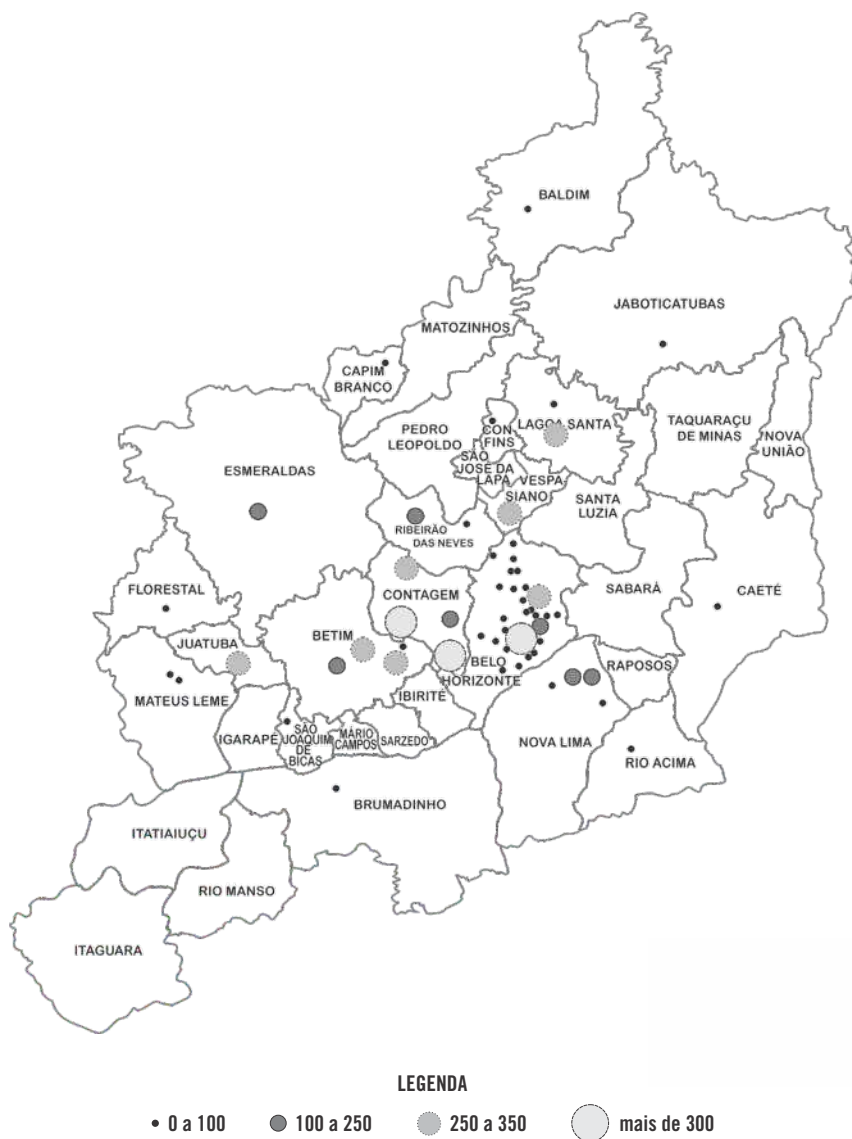 BALDIM
JABOTICATUBAS
MATOZINHOS
CAPIM
BRANCO
PEDRO
LEOPOLDO
CON
FINS
LAGOA SANTA
TAQUARAÇU
DE MINAS
NOVA
UNIÃO
SÃO
JOSÉ DA
LAPA
VESPA
SIANO
ESMERALDAS
SANTA
LUZIA
RIBEIRÃO
DAS NEVES
FLORESTAL
CONTAGEM
SABARÁ
CAETÉ
JUATUBA
BETIM
BELO
HORIZONTE
RAPOSOS
MATEUS LEME
IBIRITÉ
IGARAPÉ
SÃO
JOAQUIM
DE
BICAS
MÁRIO
CAMPOS
SARZEDO
NOVA LIMA
RIO ACIMA
BRUMADINHO
ITATIAIUÇU
RIO MANSO
ITAGUARA
LEGENDA
0 a 100
100 a 250
250 a 350
mais de 300